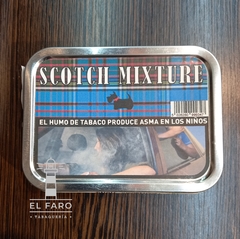 SCOTCH MIXTURE
EL HUMO DE TABACO PRODUCE ASMA EN LOS NIÑOS
EL FARO
TABAQUERÍA